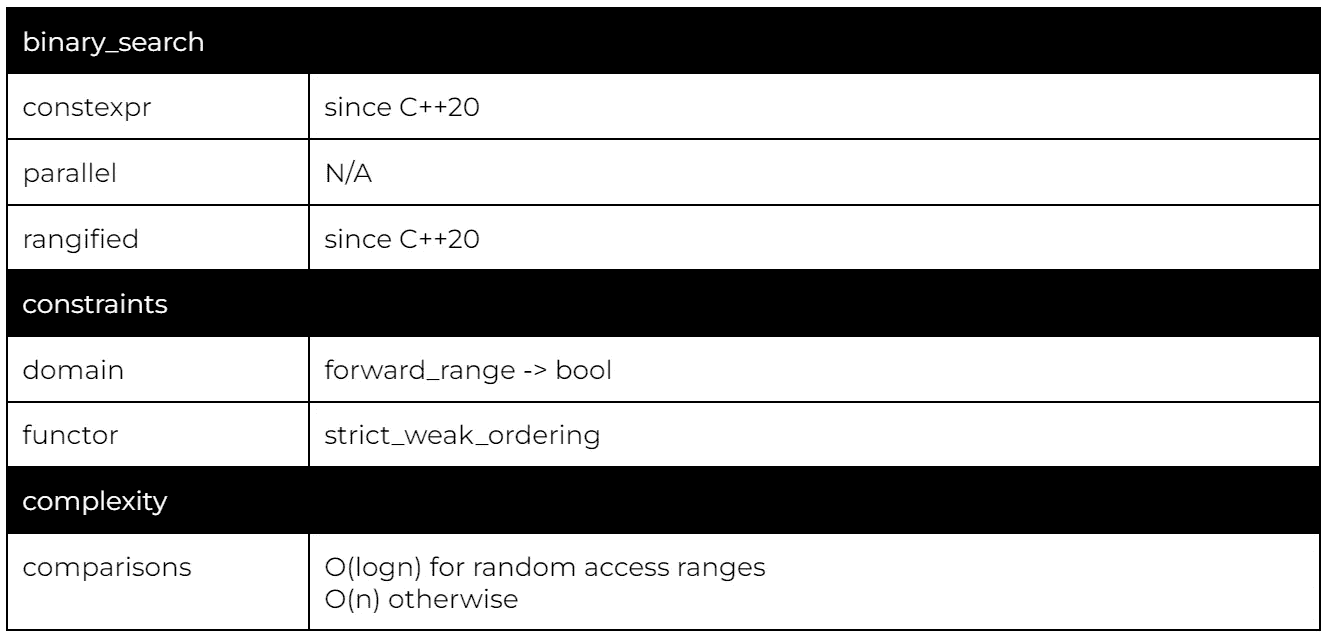 binary_search
constexpr since C++20
parallel N/A
rangified since C++20
constraints
domain forward_range -> bool
functor strict_weak_ordering
complexity
comparisons O(logn) for random access ranges
O(n) otherwise